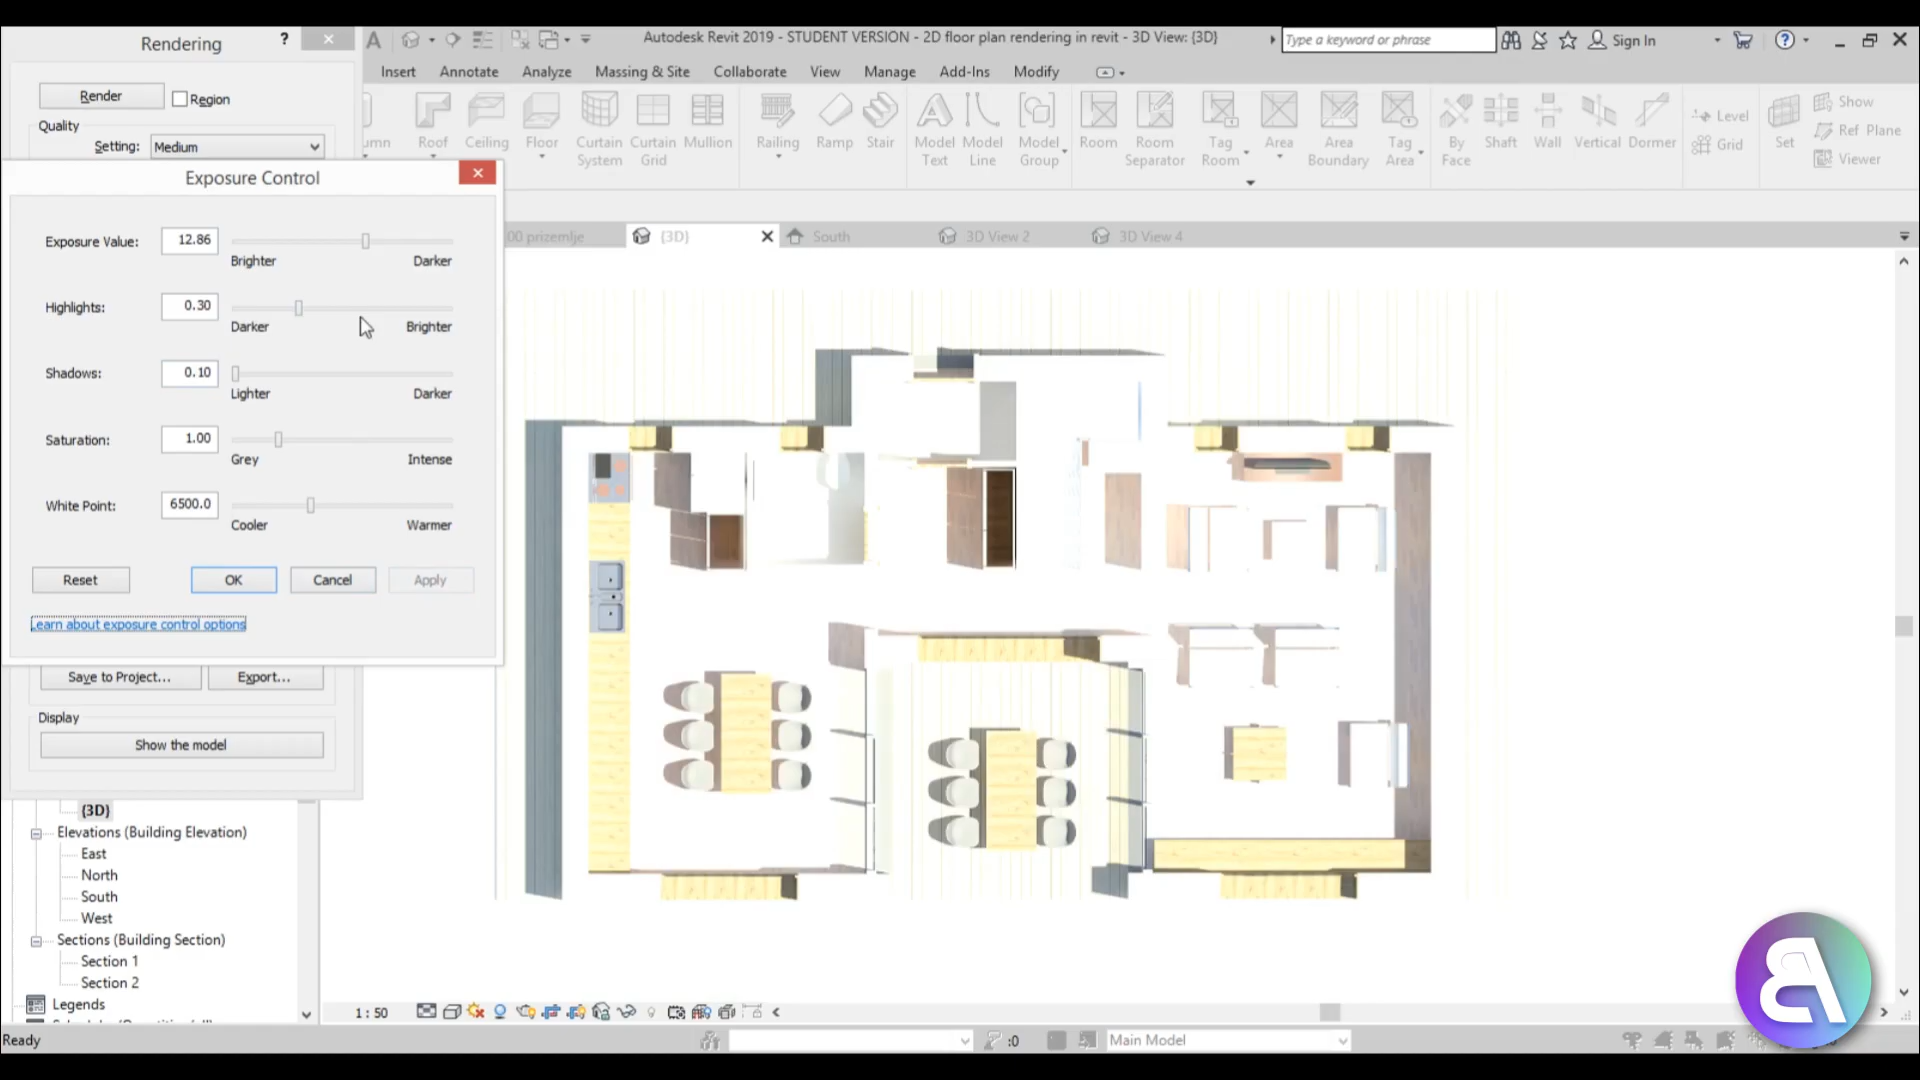 Rendering ?
Autodesk Revit 2019 - STUDENT VERSION - 2D floor plan rendering in revit - 3D View: {3D}
Type a keyword or phrase
Sign In
Insert Annotate Analyze Massing & Site Collaborate View Manage Add-Ins Modify
Render Region
Quality
Setting: Medium
Roof Ceiling Floor Curtain System Curtain Grid Mullion Railing Ramp Stair Model Text Model Line Model Group Room Room Separator Tag Room Area Area Boundary Tag Area By Face Shaft Wall Vertical Dormer
Level
Grid
Set
Show
Ref Plane
Viewer
00 prizemlje {3D} South 3D View 2 3D View 4
Exposure Control
Exposure Value: 12.86
Brighter Darker
Highlights: 0.30
Darker Brighter
Shadows: 0.10
Lighter Darker
Saturation: 1.00
Grey Intense
White Point: 6500.0
Cooler Warmer
Reset OK Cancel Apply
Learn about exposure control options
Save to Project... Export...
Display
Show the model
{3D}
Elevations (Building Elevation)
East
North
South
West
Sections (Building Section)
Section 1
Section 2
Legends
1 : 50
Ready
:0
Main Model